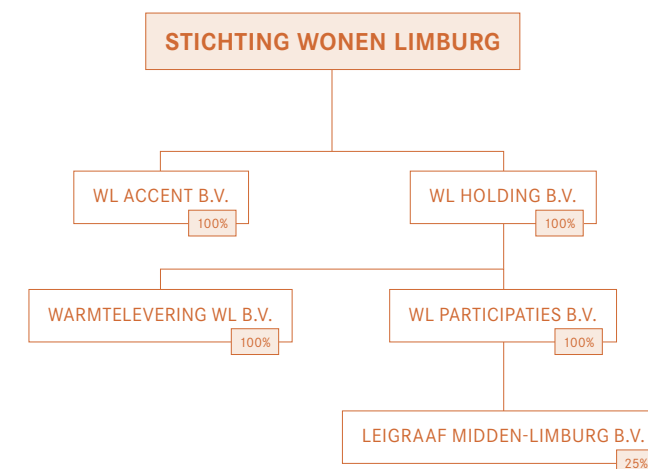 STICHTING WONEN LIMBURG
WL ACCENT B.V.
100%
WL HOLDING B.V.
100%
WARMTELEVERING WL B.V.
100%
WL PARTICIPATIES B.V.
100%
LEIGRAAF MIDDEN-LIMBURG B.V.
25%